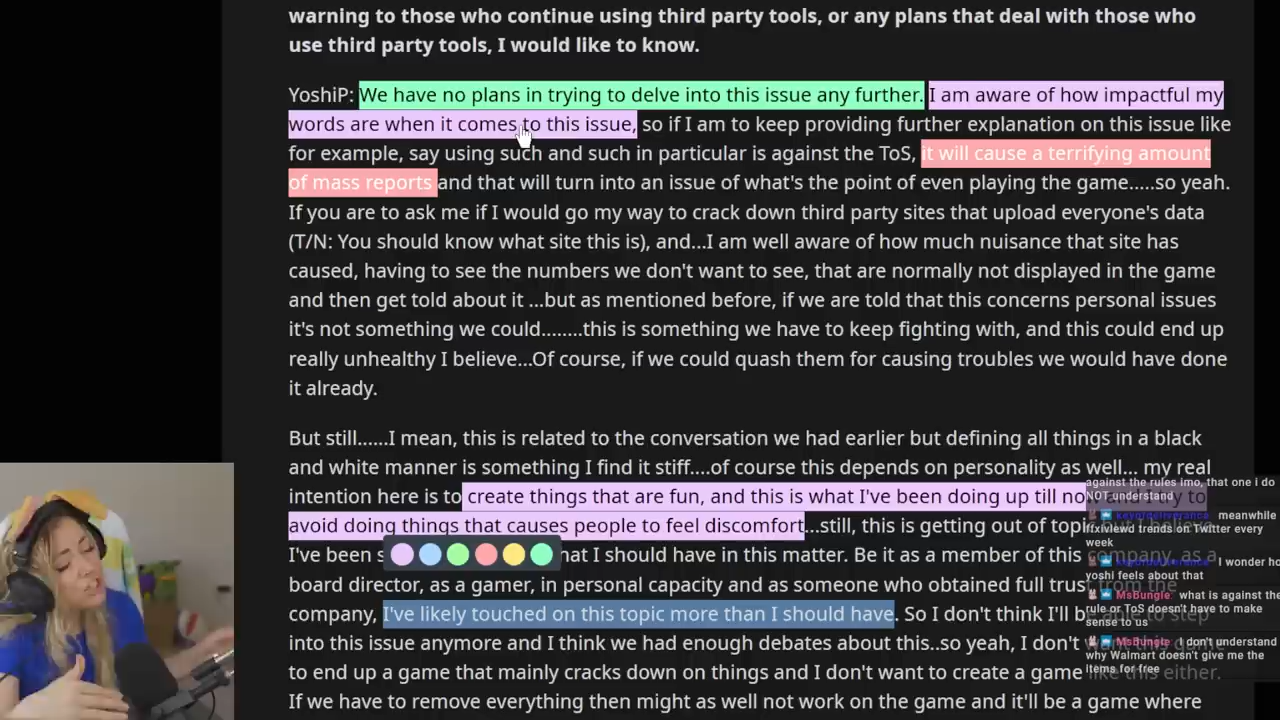 warning to those who continue using third party tools, or any plans that deal with those who
use third party tools, I would like to know.
YoshiP: We have no plans in trying to delve into this issue any further. I am aware of how impactful my
words are when it comes to this issue, so if I am to keep providing further explanation on this issue like
for example, say using such and such in particular is against the ToS, it will cause a terrifying amount
of mass reports and that will turn into an issue of what's the point of even playing the game.....so yeah.
If you are to ask me if I would go my way to crack down third party sites that upload everyone's data
(T/N: You should know what site this is), and...I am well aware of how much nuisance that site has
caused, having to see the numbers we don't want to see, that are normally not displayed in the game
and then get told about it ...but as mentioned before, if we are told that this concerns personal issues
it's not something we could........this is something we have to keep fighting with, and this could end up
really unhealthy I believe...Of course, if we could quash them for causing troubles we would have done
it already.
But still......I mean, this is related to the conversation we had earlier but defining all things in a black
and white manner is something I find it stiff....of course this depends on personality as well... my real
intention here is to create things that are fun, and this is what I've been doing up till now to
avoid doing things that causes people to feel discomfort...still, this is getting out of topic but I believe
I've been s hat I should have in this matter. Be it as a member of this company, as a
board director, as a gamer, in personal capacity and as someone who obtained full trust from the
company, I've likely touched on this topic more than I should have. So I don't think I'll be able to step
into this issue anymore and I think we had enough debates about this..so yeah, I don't want this game
to end up a game that mainly cracks down on things and I don't want to create a game like this either.
If we have to remove everything then might as well not work on the game and it'll be a game where
against the rules imo, that one i do
NOT understand
keyofdeliverance meanwhile
ffxivlewd trends on Twitter every
week
keyofdeliverance I wonder ho
yoshi feels about that
MsBungle what is against the
rule or ToS doesn't have to make
sense to us
MsBungle I don't understand
why Walmart doesn't give me the
items for free